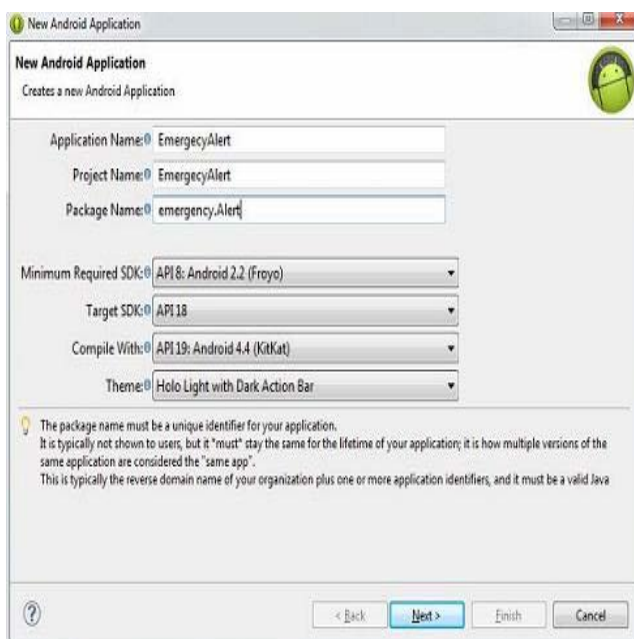 New Android Application
New Android Application
Creates a new Android Application
Application Name: EmergecyAlert
Project Name: EmergecyAlert
Package Name: emergency.Alert
Minimum Required SDK: API 8: Android 2.2 (Froyo)
Target SDK: API 18
Compile With: API 19: Android 4.4 (KitKat)
Theme: Holo Light with Dark Action Bar
The package name must be a unique identifier for your application.
It is typically not shown to users, but it *must* stay the same for the lifetime of your application; it is how multiple versions of the
same application are considered the "same app".
This is typically the reverse domain name of your organization plus one or more application identifiers, and it must be a valid Java
? < Back Next > Finish Cancel